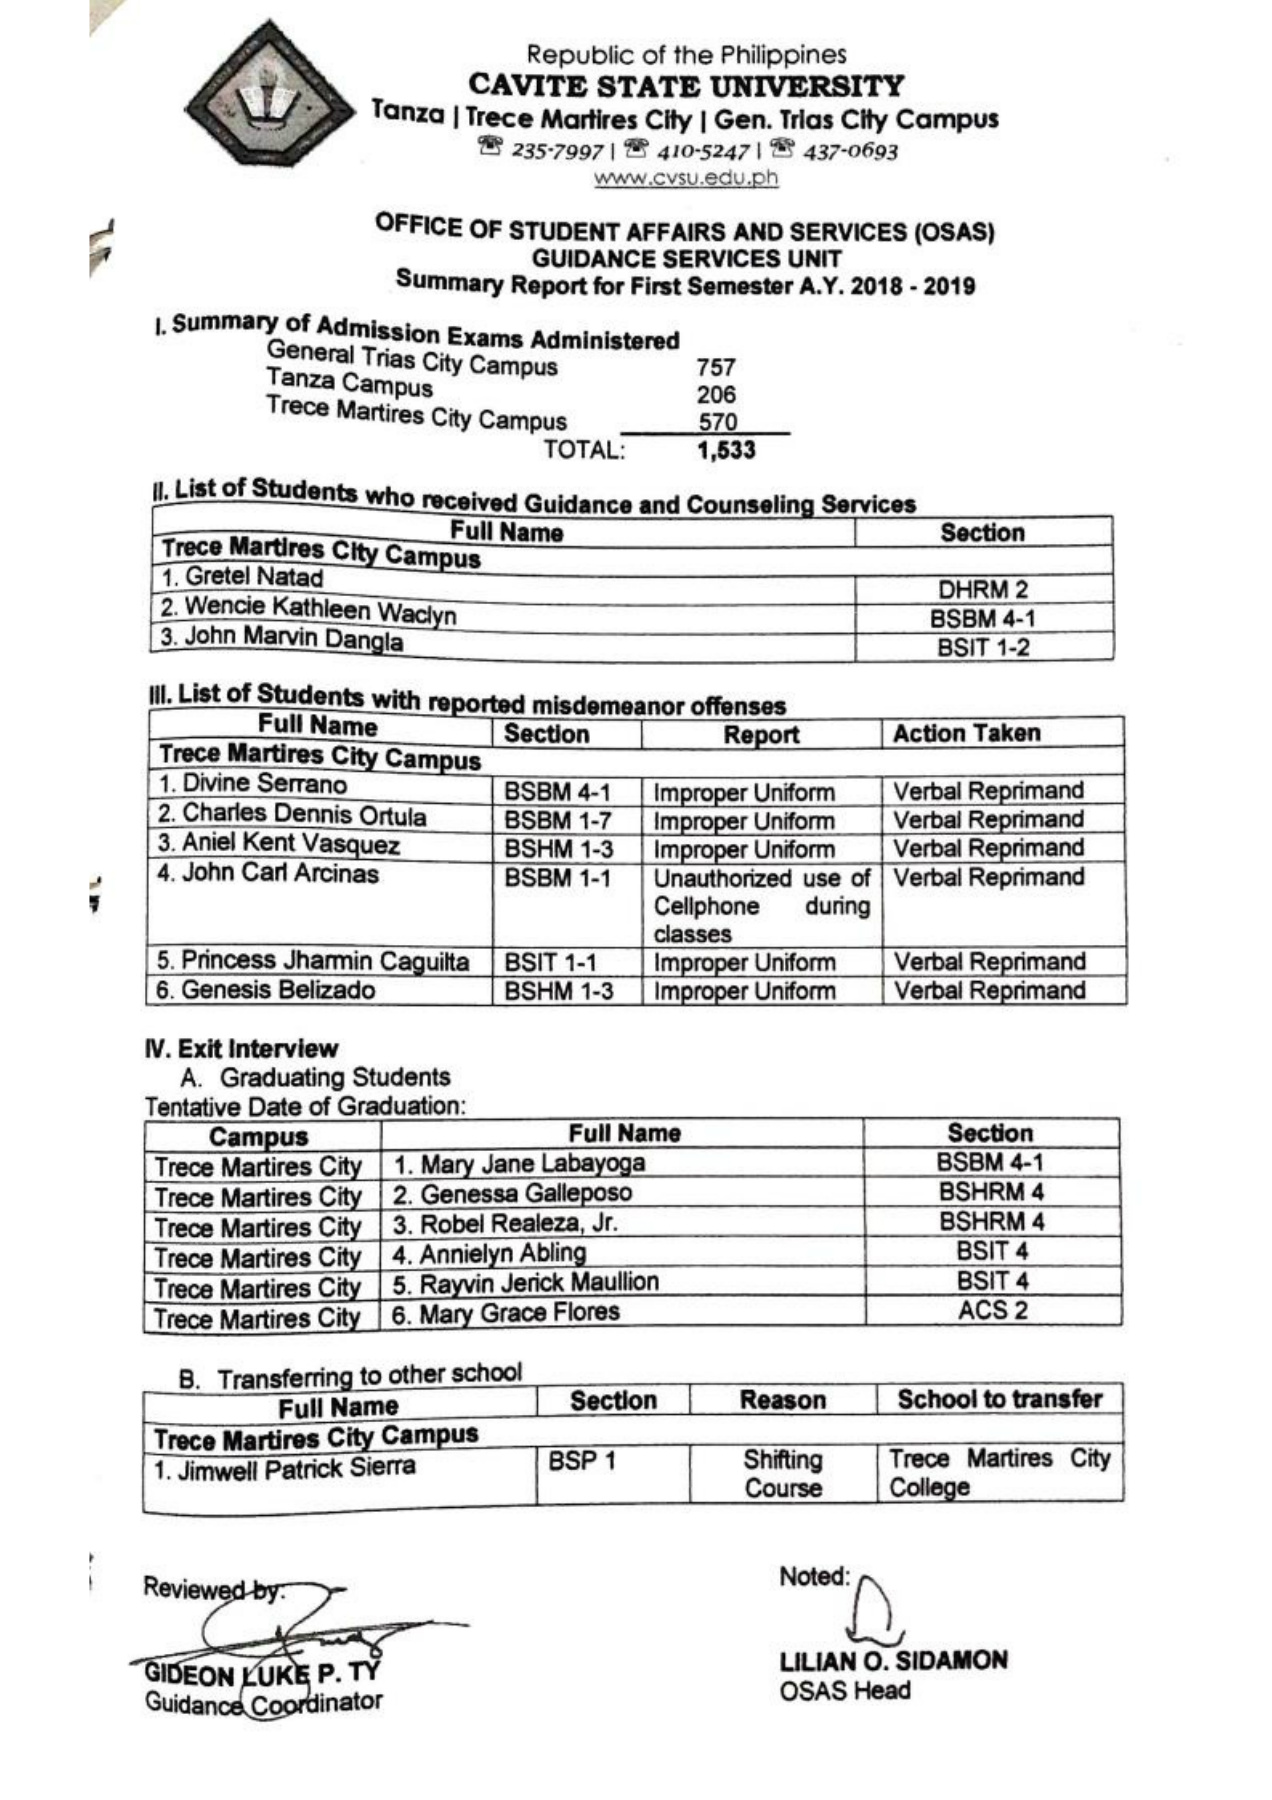 Republic of the Philippines
CAVITE STATE UNIVERSITY
Tanza | Trece Martires City | Gen. Trias City Campus
☏ 235-7997 | ☏ 410-5247 | ☏ 437-0693
www.cvsu.edu.ph
OFFICE OF STUDENT AFFAIRS AND SERVICES (OSAS)
GUIDANCE SERVICES UNIT
Summary Report for First Semester A.Y. 2018 - 2019
I. Summary of Admission Exams Administered
General Trias City Campus 757
Tanza Campus 206
Trece Martires City Campus 570
TOTAL: 1,533
II. List of Students who received Guidance and Counseling Services
Full Name Section
Trece Martires City Campus
1. Gretel Natad DHRM 2
2. Wencie Kathleen Waclyn BSBM 4-1
3. John Marvin Dangla BSIT 1-2
III. List of Students with reported misdemeanor offenses
Full Name Section Report Action Taken
Trece Martires City Campus
1. Divine Serrano BSBM 4-1 Improper Uniform Verbal Reprimand
2. Charles Dennis Ortula BSBM 1-7 Improper Uniform Verbal Reprimand
3. Aniel Kent Vasquez BSHM 1-3 Improper Uniform Verbal Reprimand
4. John Carl Arcinas BSBM 1-1 Unauthorized use of Verbal Reprimand
Cellphone during
classes
5. Princess Jharmin Caguilta BSIT 1-1 Improper Uniform Verbal Reprimand
6. Genesis Belizado BSHM 1-3 Improper Uniform Verbal Reprimand
IV. Exit Interview
A. Graduating Students
Tentative Date of Graduation:
Campus Full Name Section
Trece Martires City 1. Mary Jane Labayoga BSBM 4-1
Trece Martires City 2. Genessa Galleposo BSHRM 4
Trece Martires City 3. Robel Realeza, Jr. BSHRM 4
Trece Martires City 4. Annielyn Abling BSIT 4
Trece Martires City 5. Rayvin Jerick Maullion BSIT 4
Trece Martires City 6. Mary Grace Flores ACS 2
B. Transferring to other school
Full Name Section Reason School to transfer
Trece Martires City Campus
1. Jimwell Patrick Sierra BSP 1 Shifting Trece Martires City
Course College
Reviewed by: Noted:
GIDEON LUKE P. TY LILIAN O. SIDAMON
Guidance Coordinator OSAS Head